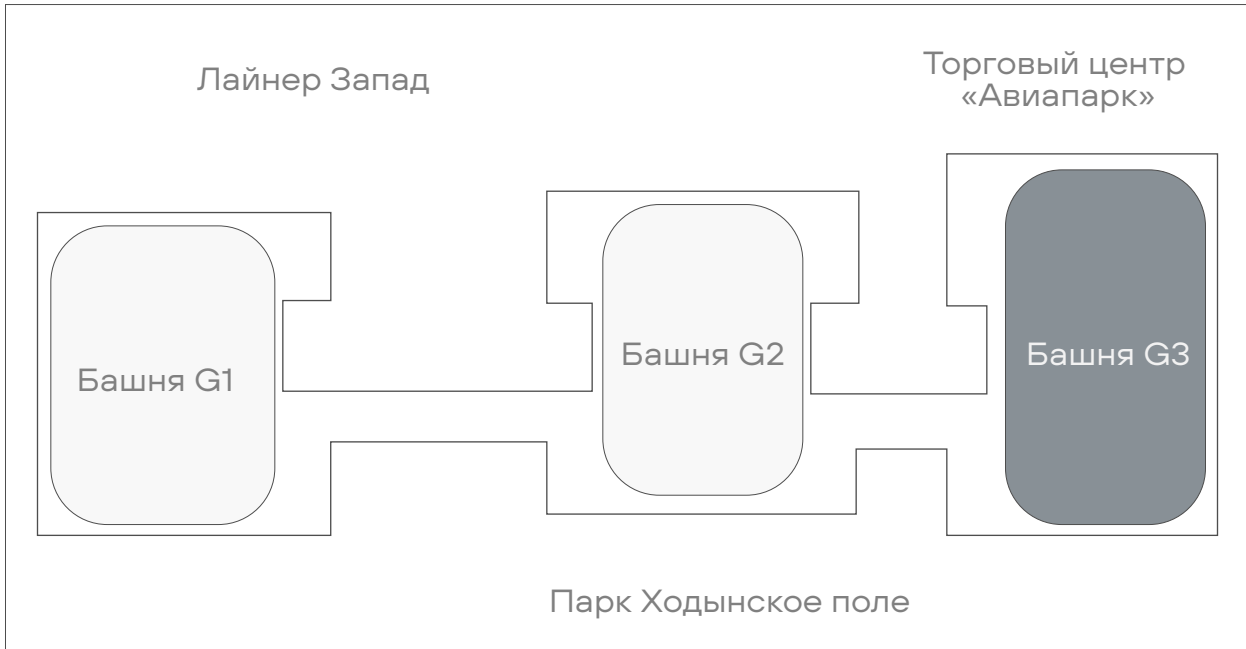 Лайнер Запад
Торговый центр
«Авиапарк»
Башня G1
Башня G2
Башня G3
Парк Ходынское поле